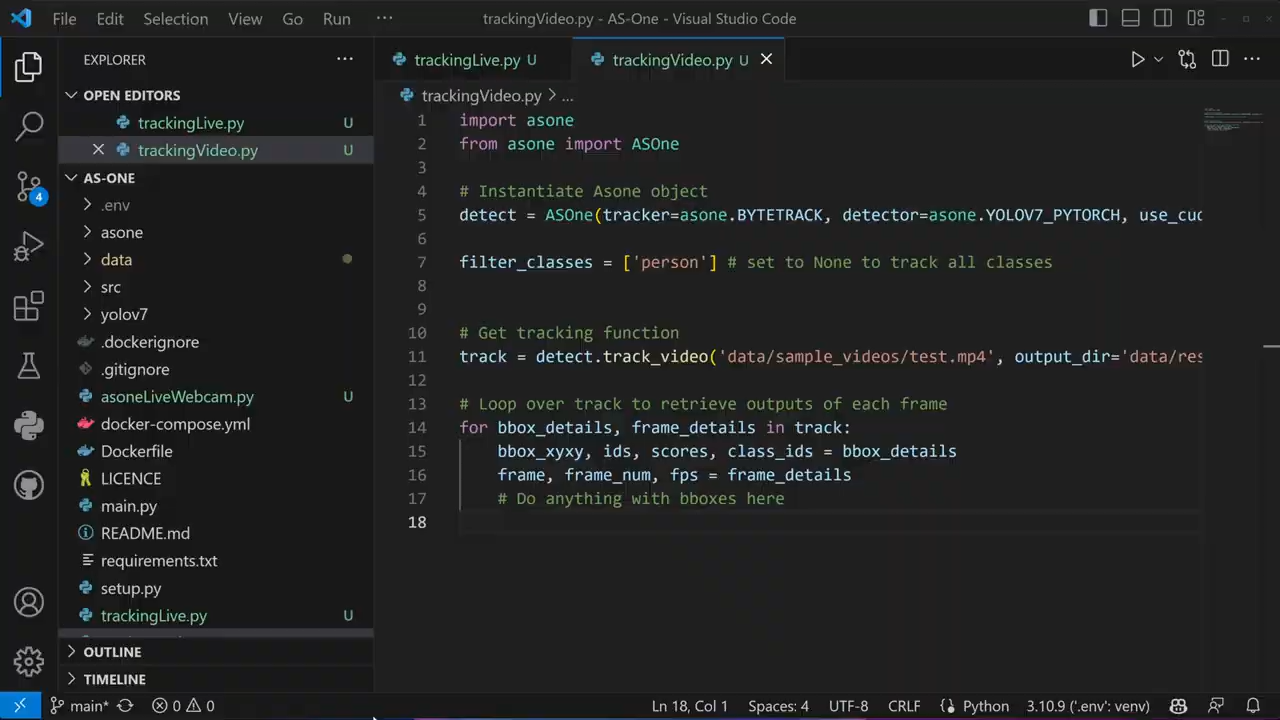 File Edit Selection View Go Run ··· trackingVideo.py - AS-One - Visual Studio Code
EXPLORER ···
OPEN EDITORS
trackingLive.py U
trackingVideo.py U
AS-ONE
.env
asone
data
src
yolov7
.dockerignore
.gitignore
asoneLiveWebcam.py U
docker-compose.yml
Dockerfile
LICENCE
main.py
README.md
requirements.txt
setup.py
trackingLive.py U
OUTLINE
TIMELINE
4
trackingLive.py U trackingVideo.py U
trackingVideo.py > ...
1 import asone
2 from asone import ASOne
3
4 # Instantiate Asone object
5 detect = ASOne(tracker=asone.BYTETRACK, detector=asone.YOLOV7_PYTORCH, use_cud
6
7 filter_classes = ['person'] # set to None to track all classes
8
9
10 # Get tracking function
11 track = detect.track_video('data/sample_videos/test.mp4', output_dir='data/res
12
13 # Loop over track to retrieve outputs of each frame
14 for bbox_details, frame_details in track:
15 bbox_xyxy, ids, scores, class_ids = bbox_details
16 frame, frame_num, fps = frame_details
17 # Do anything with bboxes here
18
main* 0 0 Ln 18, Col 1 Spaces: 4 UTF-8 CRLF Python 3.10.9 ('.env': venv)